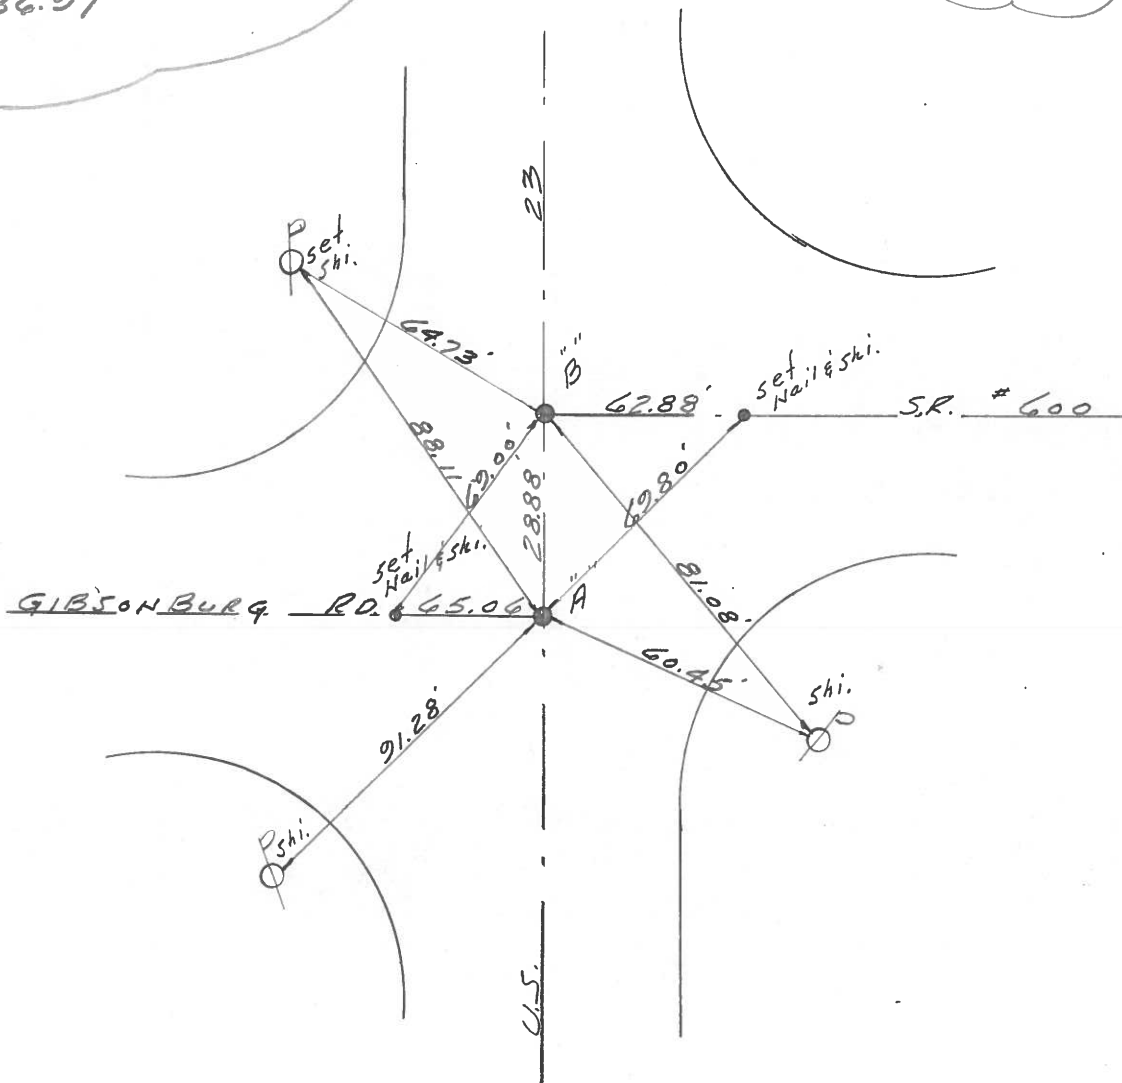 23
P
set
shi.
64.73'
"B"
62.88'
set
Nail & Shi.
S.R. #600
88.11
69.00'
28.88'
69.80'
set
Nail & Shi.
GIBSONBURG RD.
65.06
"A"
81.08'
60.45'
shi.
P
91.28'
P
shi.
U.S.